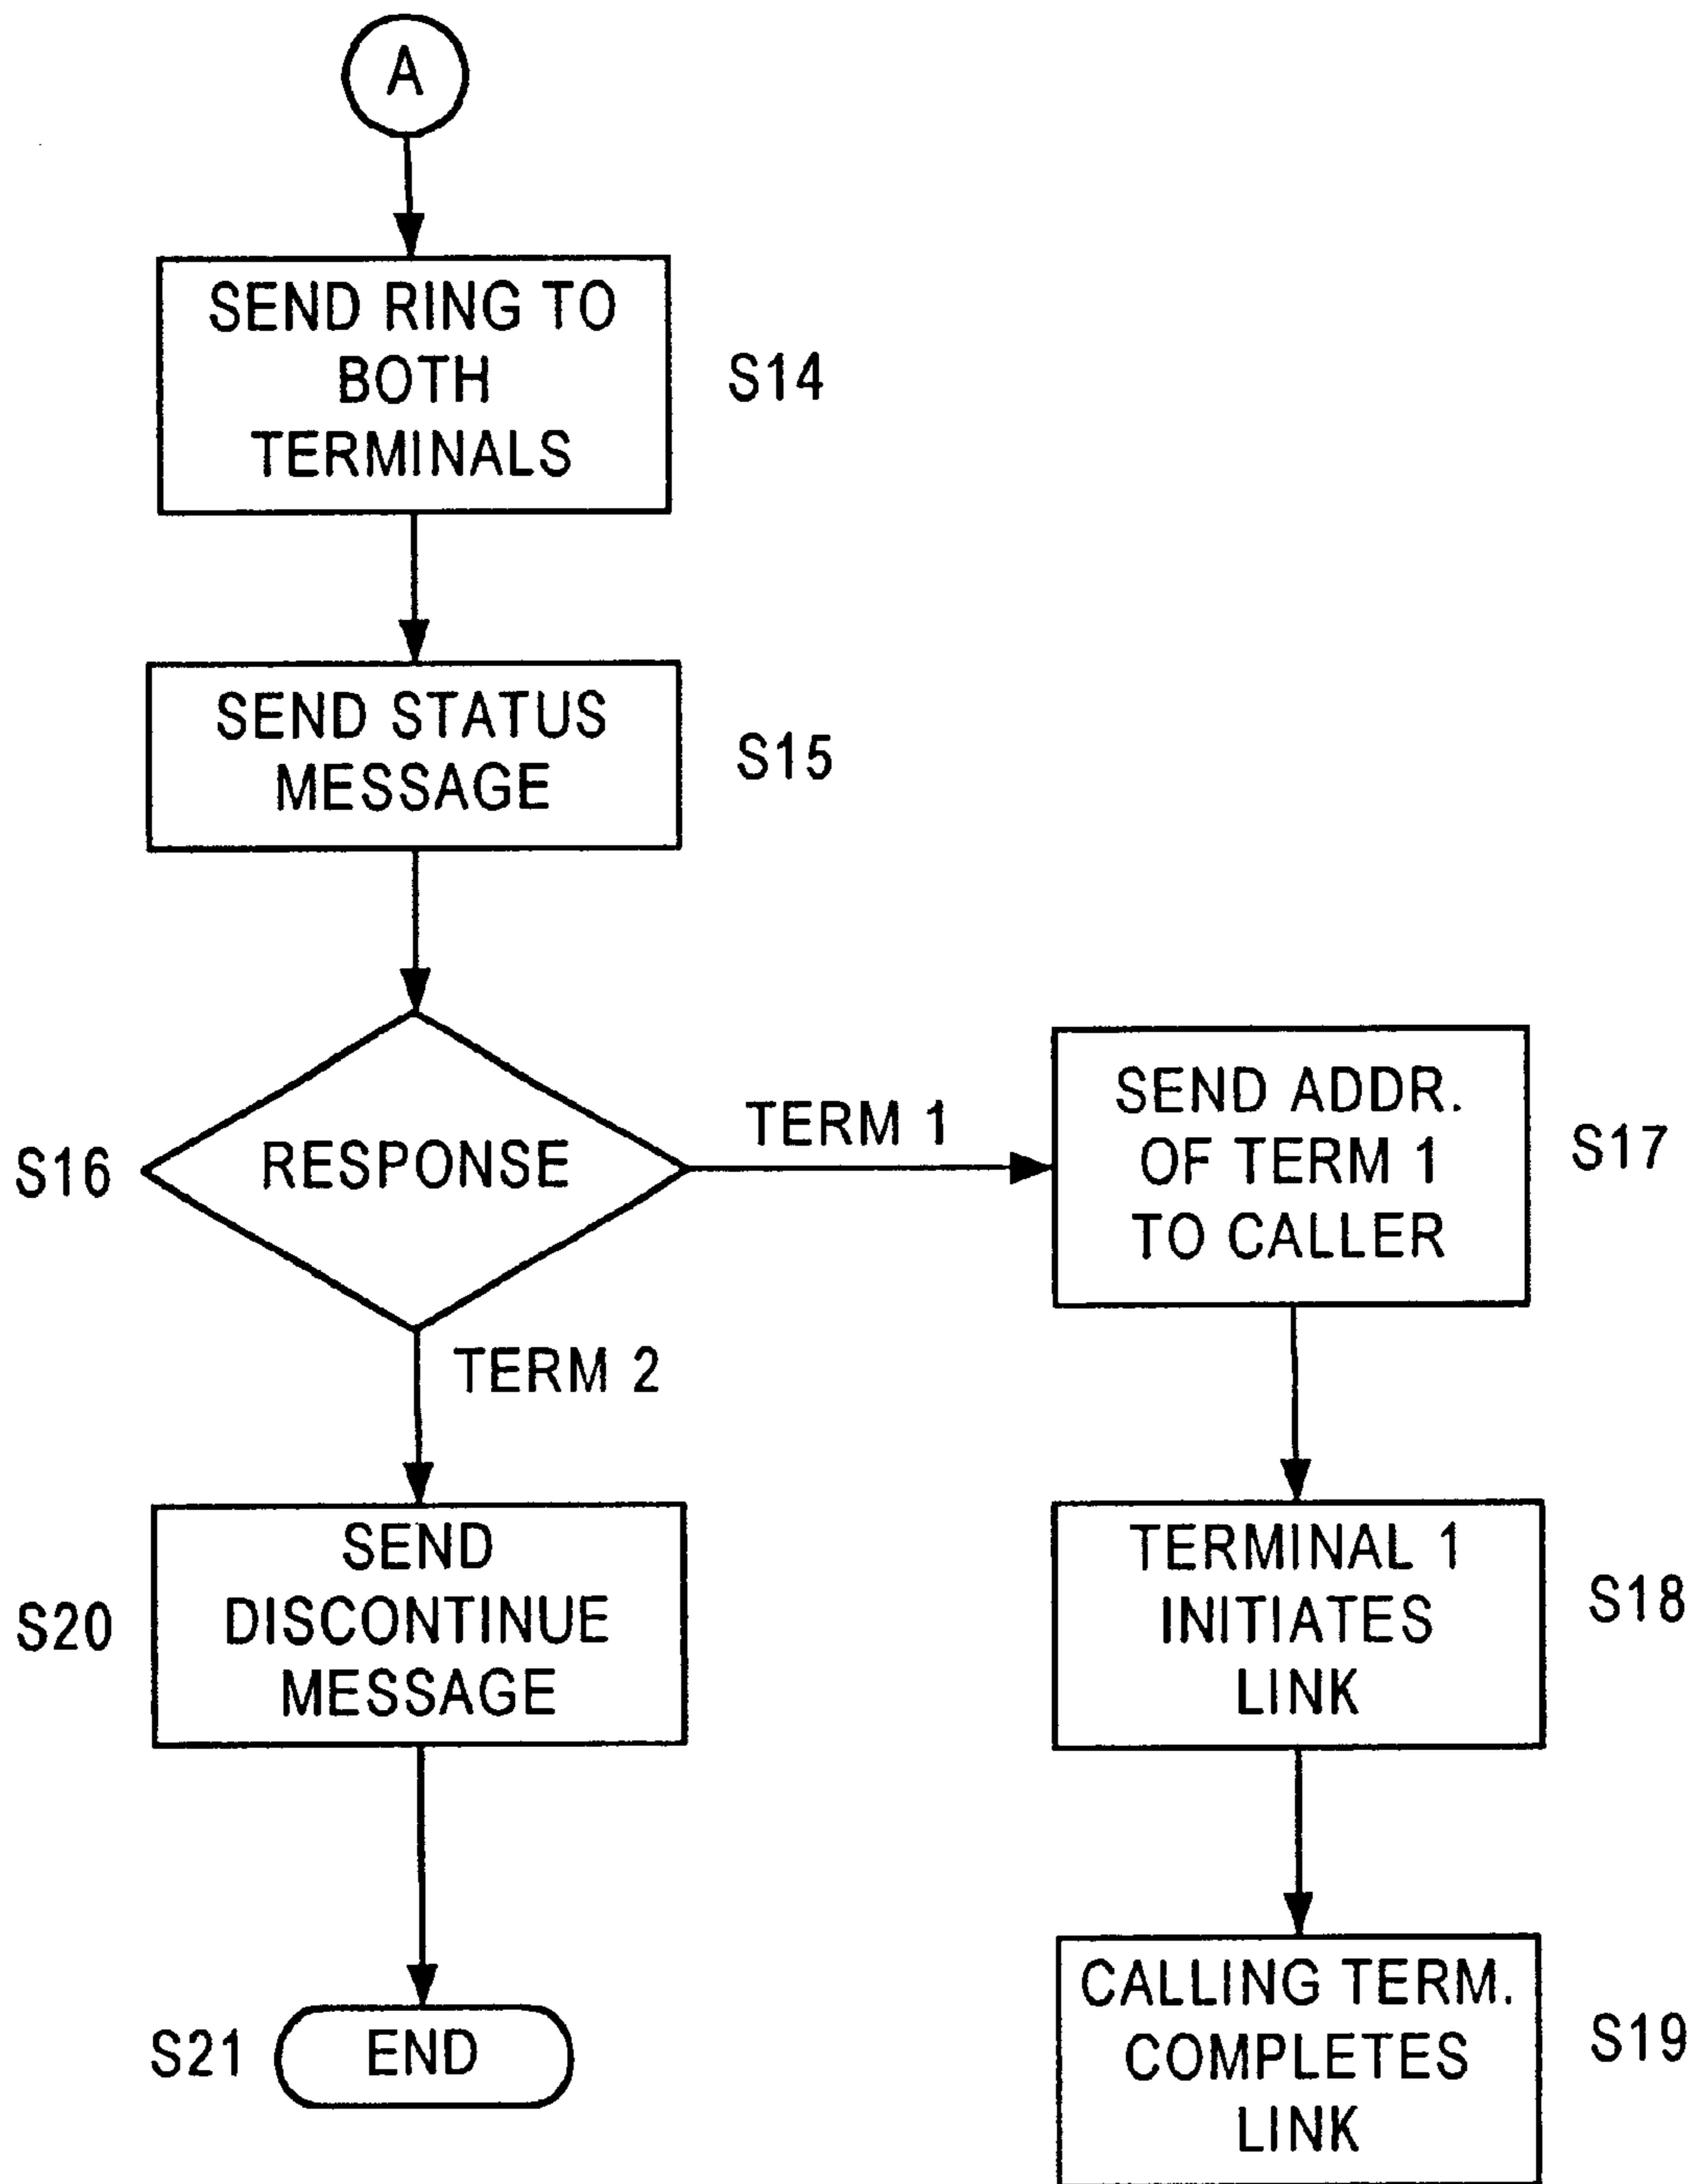 A
SEND RING TO
BOTH
TERMINALS
S14
SEND STATUS
MESSAGE
S15
S16
RESPONSE
TERM 1
SEND ADDR.
OF TERM 1
TO CALLER
S17
TERM 2
S20
SEND
DISCONTINUE
MESSAGE
TERMINAL 1
INITIATES
LINK
S18
S21
END
CALLING TERM.
COMPLETES
LINK
S19